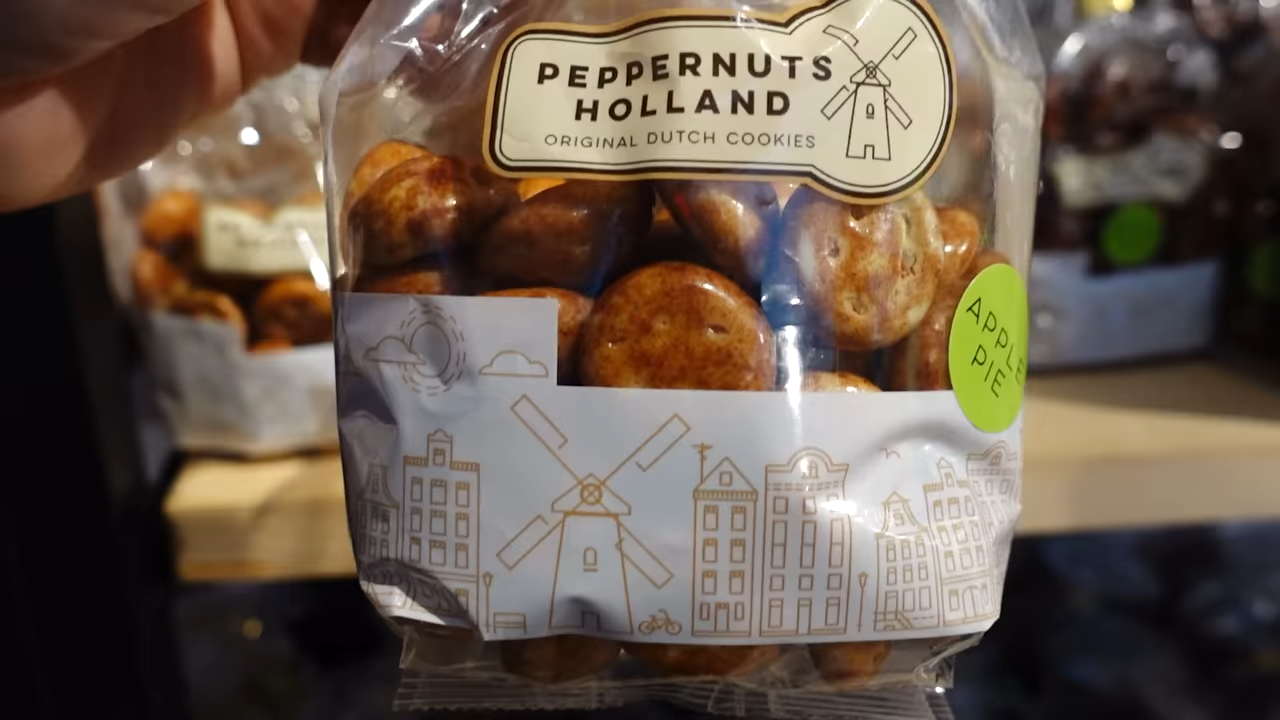 PEPPERNUTS
HOLLAND
ORIGINAL DUTCH COOKIES
APPLE
PIE